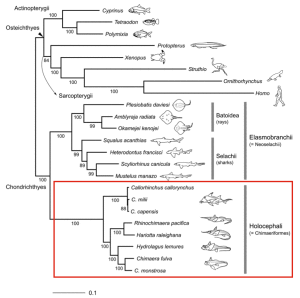 Actinopterygii
100
Cyprinus
100
Tetraodon
Osteichthyes
100
Polymixia
Protopterus
100
84
Xenopus
100
Struthio
100
Ornithorhynchus
100
Homo
Sarcopterygii
Plesiobatis daviesi
100
Amblyraja radiata
99
Okamejei kenojei
Batoidea
(rays)
100
Squalus acanthias
99
Heterodontus francisci
100
Scyliorhinus canicula
99
Mustelus manazo
Selachii
(sharks)
Elasmobranchii
(= Neoselachii)
Chondrichthyes
100
Callorhinchus callorynchus
100
C. milii
88
C. capensis
100
Rhinochimaera pacifica
100
Harriotta raleighana
100
Hydrolagus lemures
100
Chimaera fulva
100
C. monstrosa
Holocephali
(= Chimaeriformes)
0.1